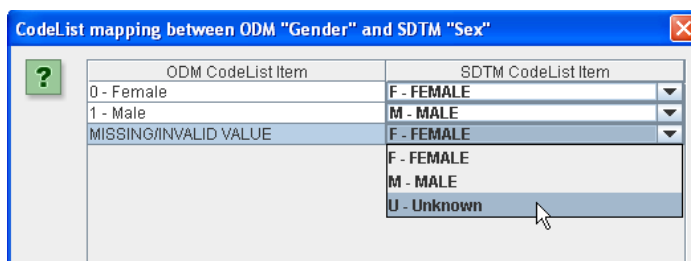 CodeList mapping between ODM "Gender" and SDTM "Sex"
?
ODM CodeList Item SDTM CodeList Item
0 - Female F - FEMALE
1 - Male M - MALE
MISSING/INVALID VALUE F - FEMALE
F - FEMALE
M - MALE
U - Unknown